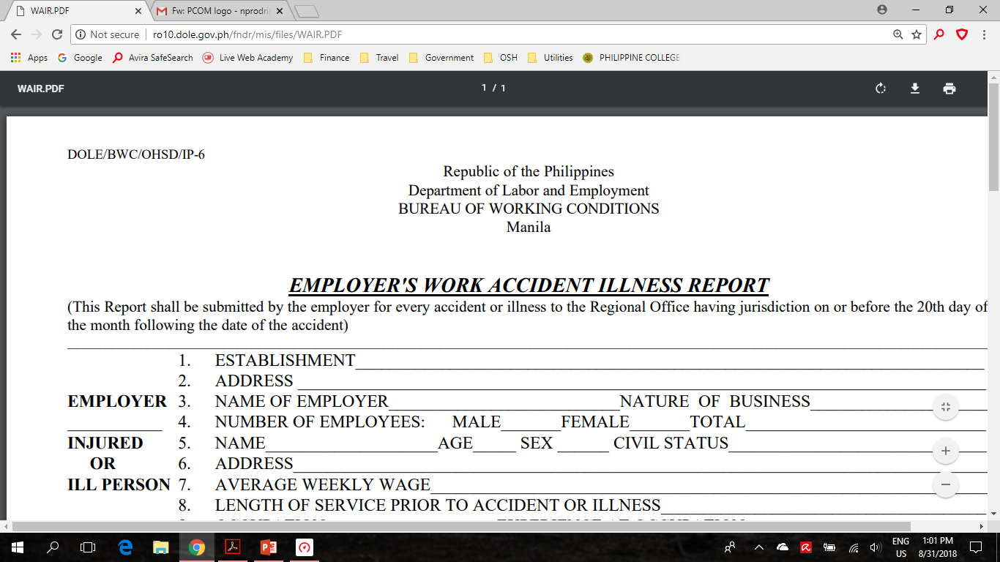 WAIR.PDF
Fw: PCOM logo - nprodri
Not secure ro10.dole.gov.ph/fndr/mis/files/WAIR.PDF
Apps Google Avira SafeSearch Live Web Academy Finance Travel Government OSH Utilities PHILIPPINE COLLEGE
WAIR.PDF 1 / 1
DOLE/BWC/OHSD/IP-6
Republic of the Philippines
Department of Labor and Employment
BUREAU OF WORKING CONDITIONS
Manila
EMPLOYER'S WORK ACCIDENT ILLNESS REPORT
(This Report shall be submitted by the employer for every accident or illness to the Regional Office having jurisdiction on or before the 20th day of
the month following the date of the accident)
1. ESTABLISHMENT
2. ADDRESS
EMPLOYER 3. NAME OF EMPLOYER NATURE OF BUSINESS
4. NUMBER OF EMPLOYEES: MALE FEMALE TOTAL
INJURED 5. NAME AGE SEX CIVIL STATUS
OR 6. ADDRESS
ILL PERSON 7. AVERAGE WEEKLY WAGE
8. LENGTH OF SERVICE PRIOR TO ACCIDENT OR ILLNESS
ENG 1:01 PM
US 8/31/2018